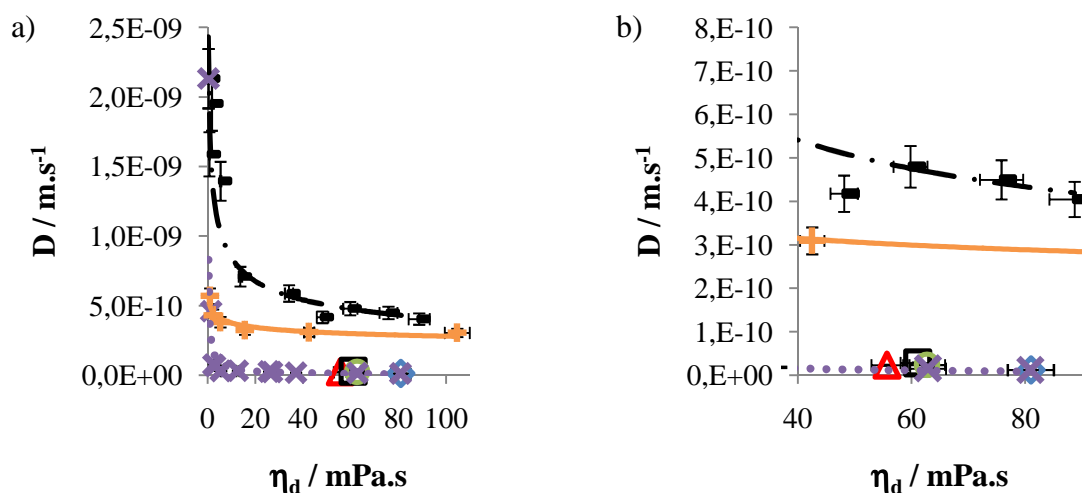 a)
D / m.s-1
2,5E-09
2,0E-09
1,5E-09
1,0E-09
5,0E-10
0,0E+00
0 20 40 60 80 100
ηd / mPa.s
b)
D / m.s-1
8,E-10
7,E-10
6,E-10
5,E-10
4,E-10
3,E-10
2,E-10
1,E-10
0,E+00
40 60 80
ηd / mPa.s